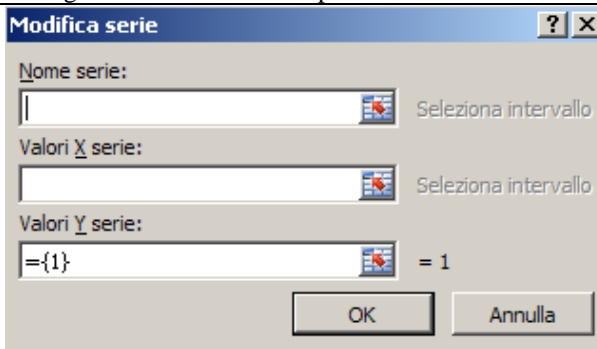 Modifica serie
Nome serie:
Seleziona intervallo
Valori X serie:
Seleziona intervallo
Valori Y serie:
={1}
= 1
OK
Annulla